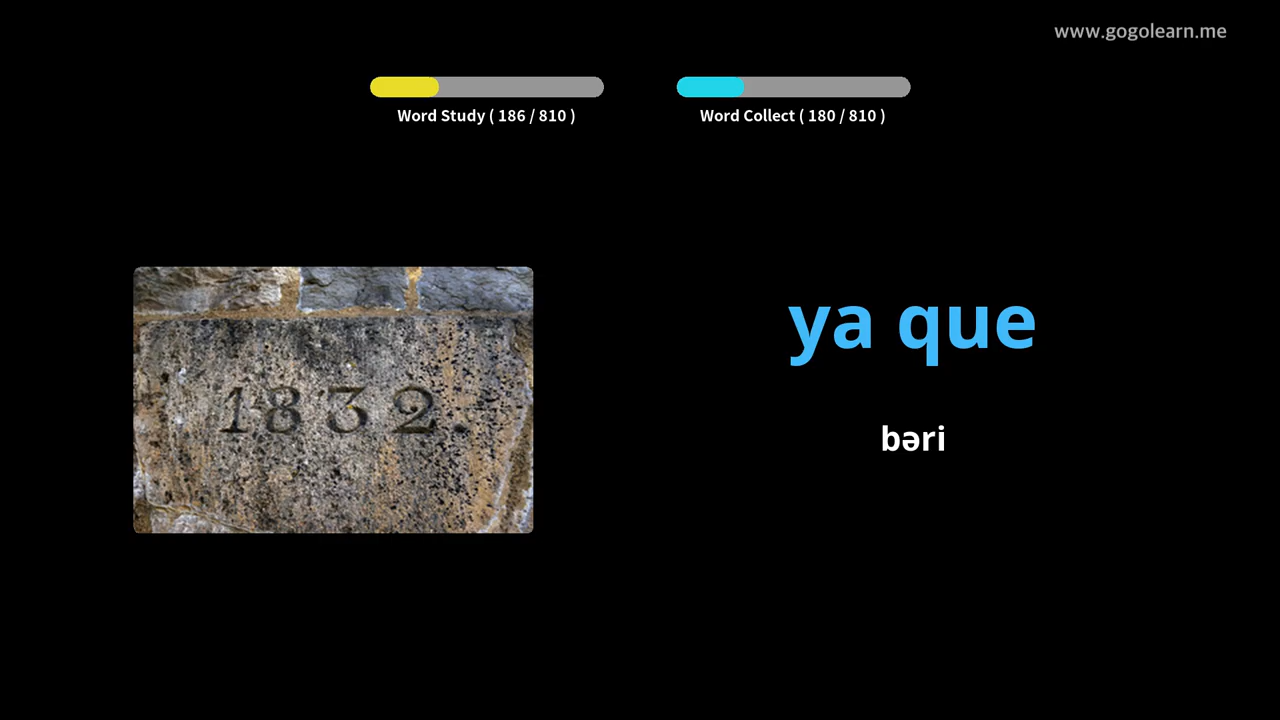 www.gogolearn.me
Word Study ( 186 / 810 )
Word Collect ( 180 / 810 )
1832.
ya que
bəri